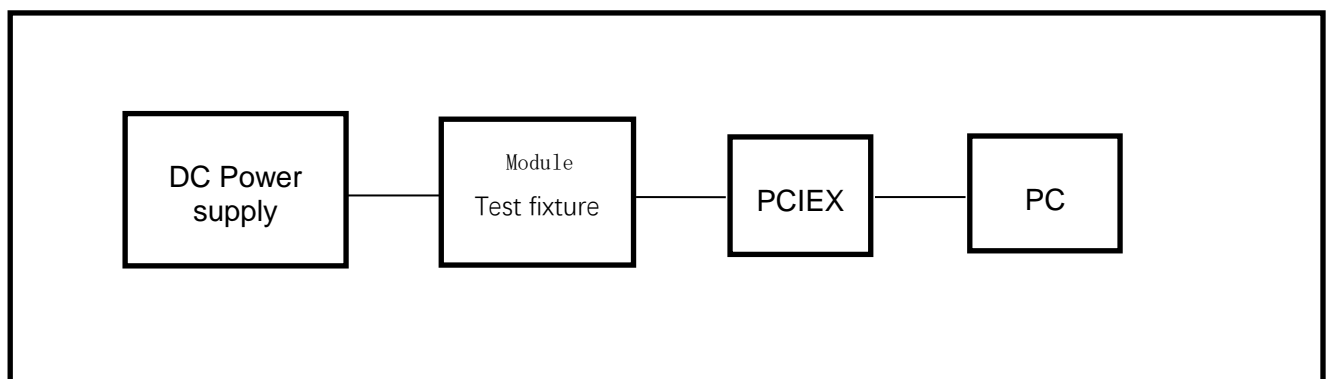 DC Power
supply
Module
Test fixture
PCIEX
PC